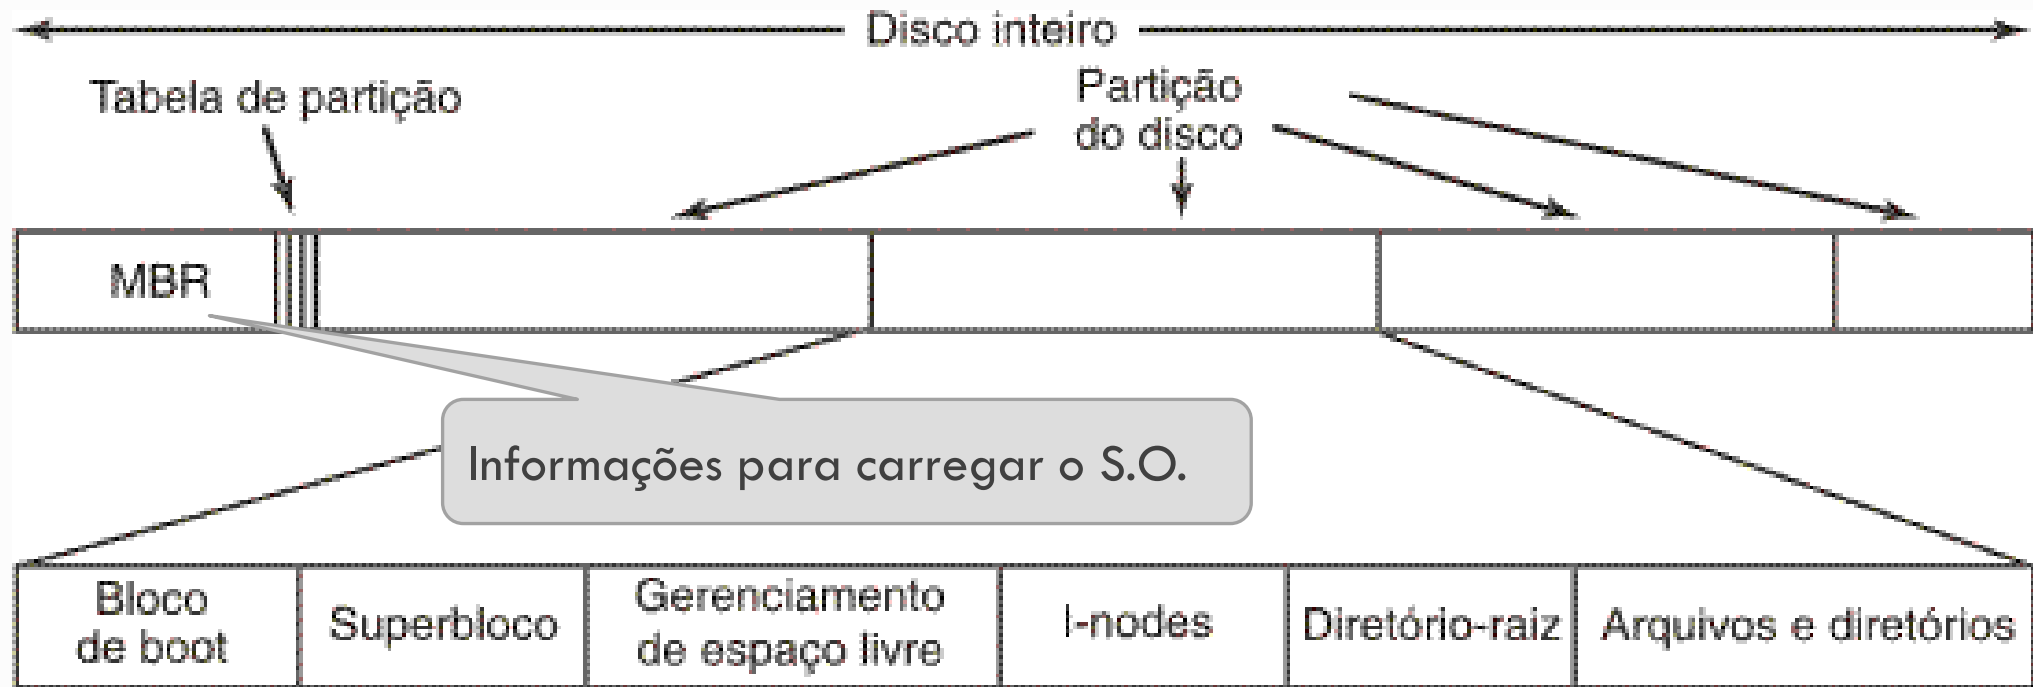 Disco inteiro
Tabela de partição
Partição
do disco
MBR
Informações para carregar o S.O.
Bloco
de boot
Superbloco
Gerenciamento
de espaço livre
I-nodes
Diretório-raiz
Arquivos e diretórios